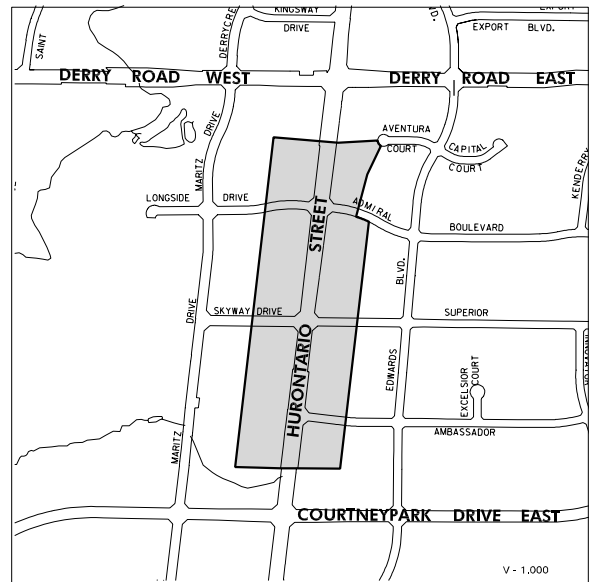 KINGSWAY
DRIVE
DERRYCRE
SAINT
EXPORT
EXPORT BLVD.
DERRY ROAD WEST
DERRY ROAD EAST
AVENTURA
COURT
CAPITAL
COURT
MARITZ DRIVE
KENDERRY
LONGSIDE DRIVE
ADMIRAL
BOULEVARD
HURONTARIO STREET
BLVD.
EDWARDS
SKYWAY DRIVE
SUPERIOR
DRIVE
MARITZ
EXCELSIOR
COURT
AMBASSADOR
COURTNEYPARK DRIVE EAST
V - 1.000